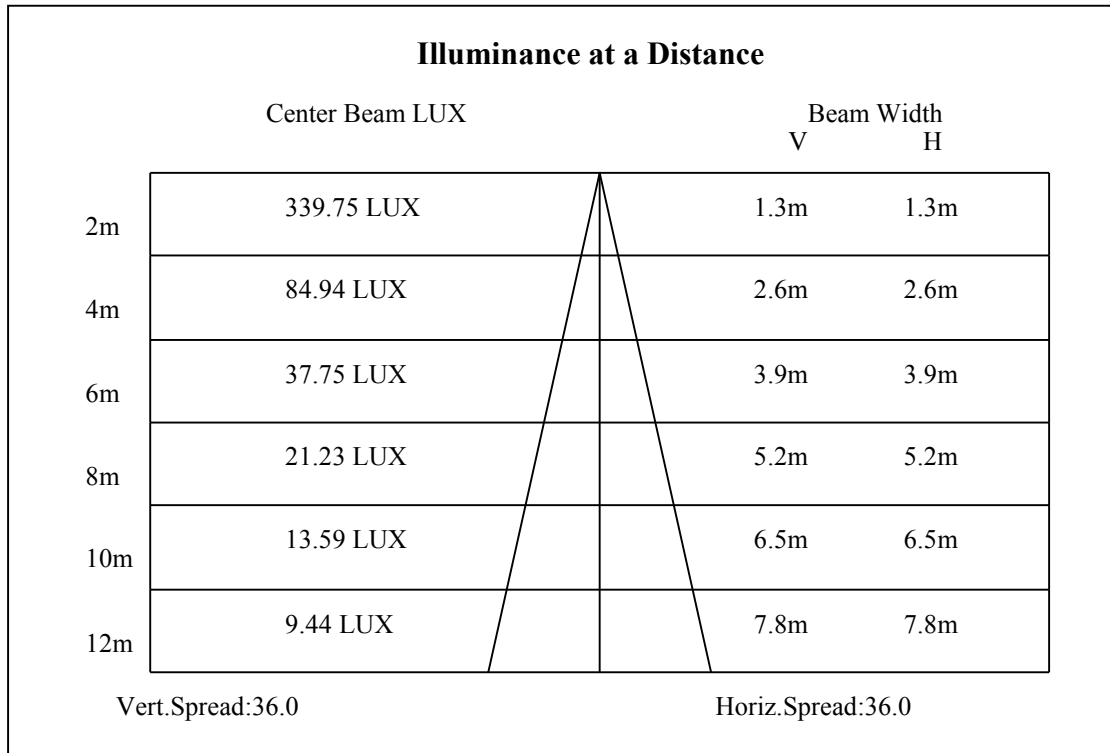 Illuminance at a Distance
Center Beam LUX Beam Width
V H
339.75 LUX 1.3m 1.3m
2m
84.94 LUX 2.6m 2.6m
4m
37.75 LUX 3.9m 3.9m
6m
21.23 LUX 5.2m 5.2m
8m
13.59 LUX 6.5m 6.5m
10m
9.44 LUX 7.8m 7.8m
12m
Vert.Spread:36.0 Horiz.Spread:36.0